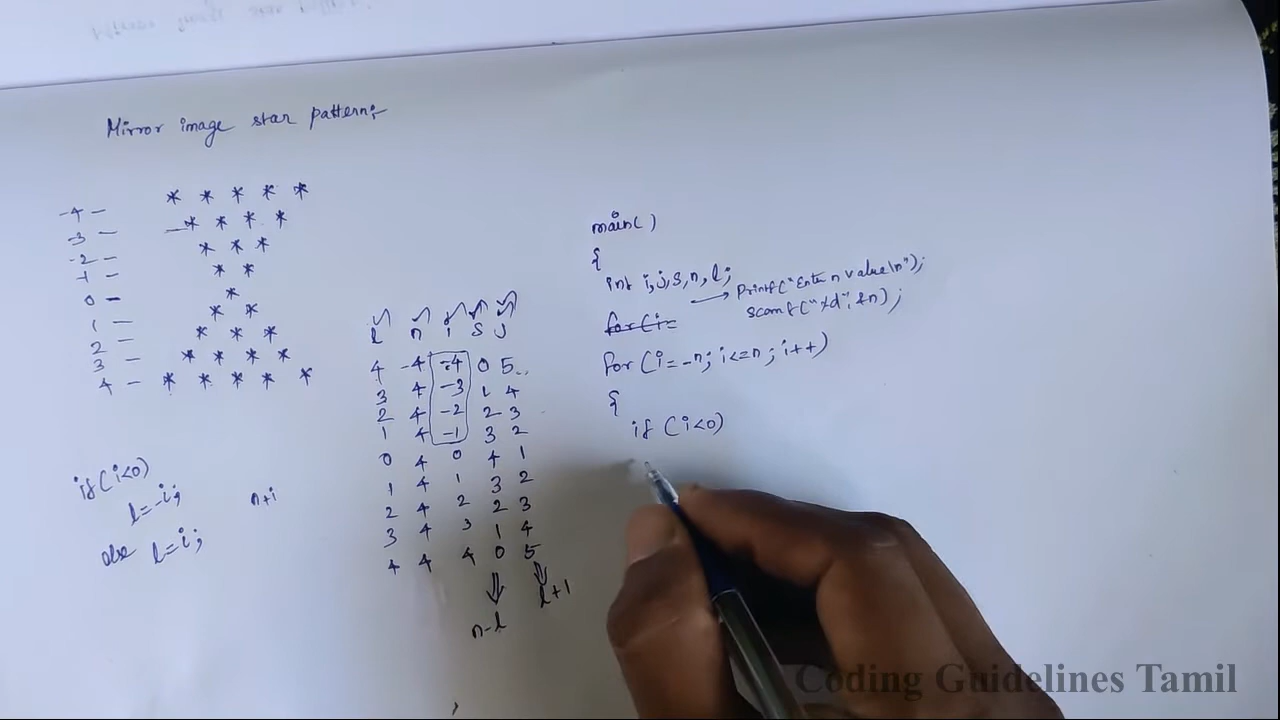 Mirror image star pattern:-
-4 - * * * * *
-3 - - * * * *
-2 - * * *
-1 - * *
0 - *
1 - * *
2 - * * *
3 - * * * *
4 - * * * * *
if(i<0)
l=-i;
else l=i;
n+i
l n i s j
4 -4 -4 0 5..
3 4 -3 1 4
2 4 -2 2 3
1 4 -1 3 2
0 4 0 4 1
1 4 1 3 2
2 4 2 2 3
3 4 3 1 4
4 4 4 0 5
n-l
l+1
main()
{
int i,j,s,n,l;
→ Printf("Enter n value\n");
scanf("%d", &n);
for(i=
for(i=-n; i<=n; i++)
{
if (i<0)
Coding Guidelines Tamil